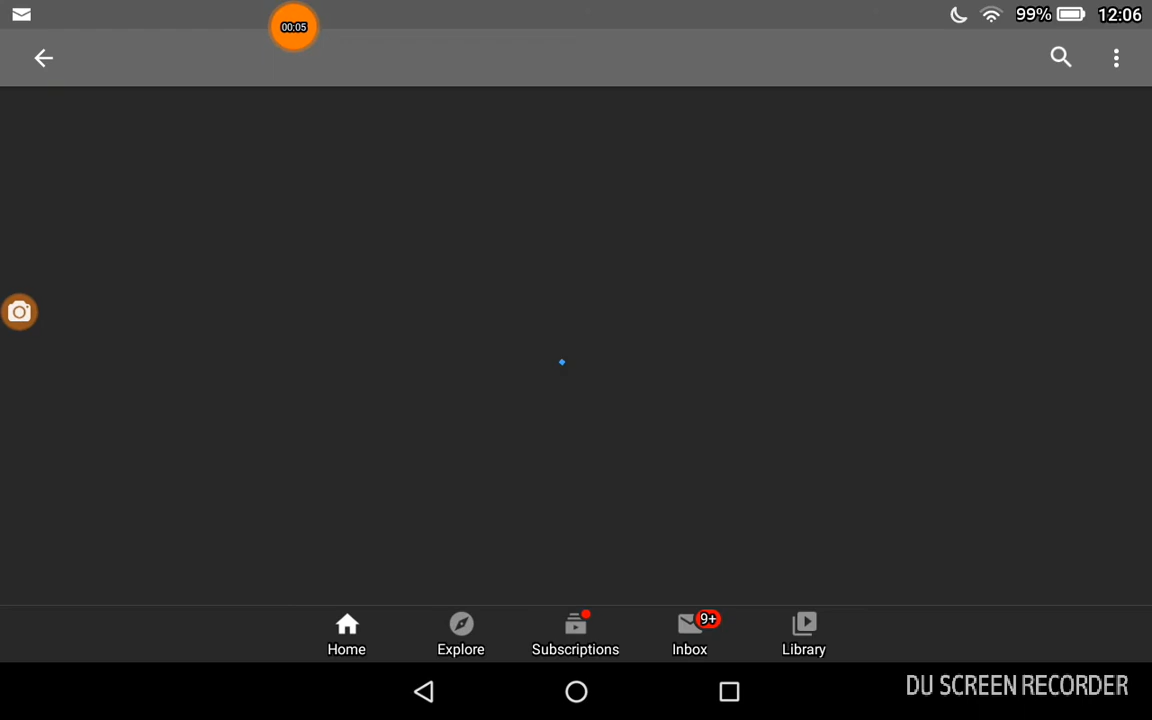 00:05
99%
12:06
9+
Home
Explore
Subscriptions
Inbox
Library
DU SCREEN RECORDER